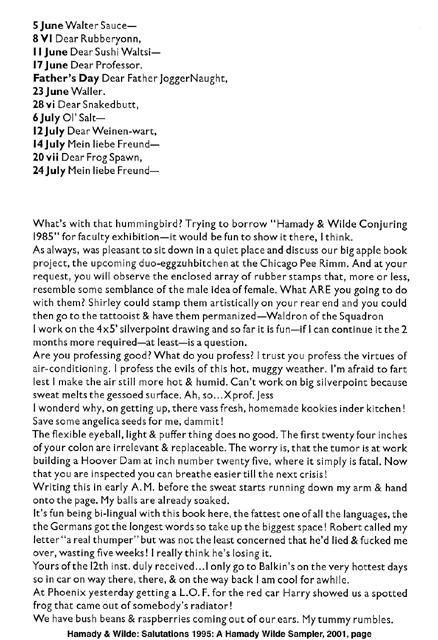 5 June Walter Sauce—
8 VI Dear Rubberyonn,
11 June Dear Sushi Waltsi—
17 June Dear Professor.
Father's Day Dear Father JoggerNaught,
23 June Waller.
28 vi Dear Snakedbutt,
6 July Ol' Salt—
12 July Dear Weinen-wart,
14 July Mein liebe Freund—
20 vii Dear Frog Spawn,
24 July Mein liebe Freund—
What's with that hummingbird? Trying to borrow "Hamady & Wilde Conjuring
1985" for faculty exhibition—it would be fun to show it there, I think.
As always, was pleasant to sit down in a quiet place and discuss our big apple book
project, the upcoming duo-eggzuhbitchen at the Chicago Pee Rimm. And at your
request, you will observe the enclosed array of rubber stamps that, more or less,
resemble some semblance of the male idea of female. What ARE you going to do
with them? Shirley could stamp them artistically on your rear end and you could
then go to the tattooist & have them permanized—Waldron of the Squadron
I work on the 4x5' silverpoint drawing and so far it is fun—if I can continue it the 2
months more required—at least—is a question.
Are you professing good? What do you profess? I trust you profess the virtues of
air-conditioning. I profess the evils of this hot, muggy weather. I'm afraid to fart
lest I make the air still more hot & humid. Can't work on big silverpoint because
sweat melts the gessoed surface. Ah, so...Xprof. Jess
I wonderd why, on getting up, there vass fresh, homemade kookies inder kitchen!
Save some angelica seeds for me, dammit!
The flexible eyeball, light & puffer thing does no good. The first twenty four inches
of your colon are irrelevant & replaceable. The worry is, that the tumor is at work
building a Hoover Dam at inch number twenty five, where it simply is fatal. Now
that you are inspected you can breathe easier till the next crisis!
Writing this in early A.M. before the sweat starts running down my arm & hand
onto the page. My balls are already soaked.
It's fun being bi-lingual with this book here, the fattest one of all the languages, the
the Germans got the longest words so take up the biggest space! Robert called my
letter "a real thumper" but was not the least concerned that he'd lied & fucked me
over, wasting five weeks! I really think he's losing it.
Yours of the 12th inst. duly received...I only go to Balkin's on the very hottest days
so in car on way there, there, & on the way back I am cool for awhile.
At Phoenix yesterday getting a L.O.F. for the red car Harry showed us a spotted
frog that came out of somebody's radiator!
We have bush beans & raspberries coming out of our ears. My tummy rumbles.
Hamady & Wilde: Salutations 1995: A Hamady Wilde Sampler, 2001, page